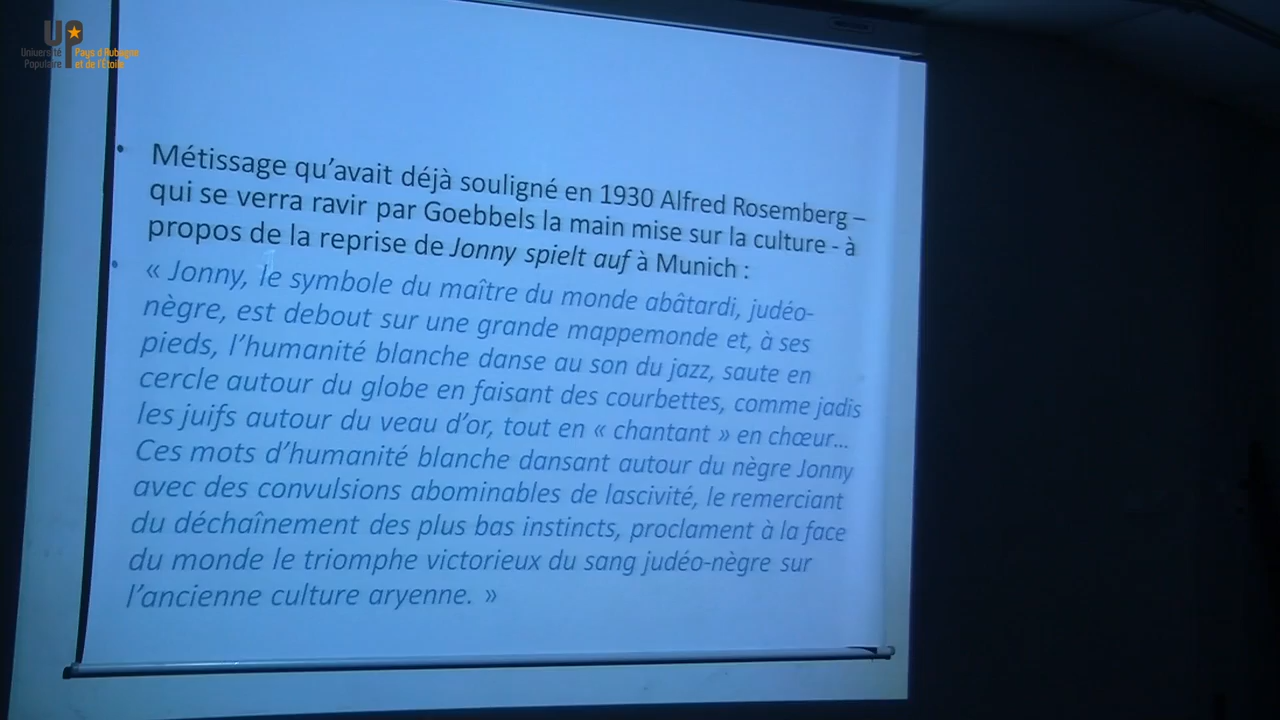 UP
Université Pays d'Aubagne
Populaire et de l'Étoile
• Métissage qu'avait déjà souligné en 1930 Alfred Rosemberg –
qui se verra ravir par Goebbels la main mise sur la culture - à
propos de la reprise de Jonny spielt auf à Munich :
• « Jonny, le symbole du maître du monde abâtardi, judéo-
nègre, est debout sur une grande mappemonde et, à ses
pieds, l'humanité blanche danse au son du jazz, saute en
cercle autour du globe en faisant des courbettes, comme jadis
les juifs autour du veau d'or, tout en « chantant » en chœur...
Ces mots d'humanité blanche dansant autour du nègre Jonny
avec des convulsions abominables de lascivité, le remerciant
du déchaînement des plus bas instincts, proclament à la face
du monde le triomphe victorieux du sang judéo-nègre sur
l'ancienne culture aryenne. »